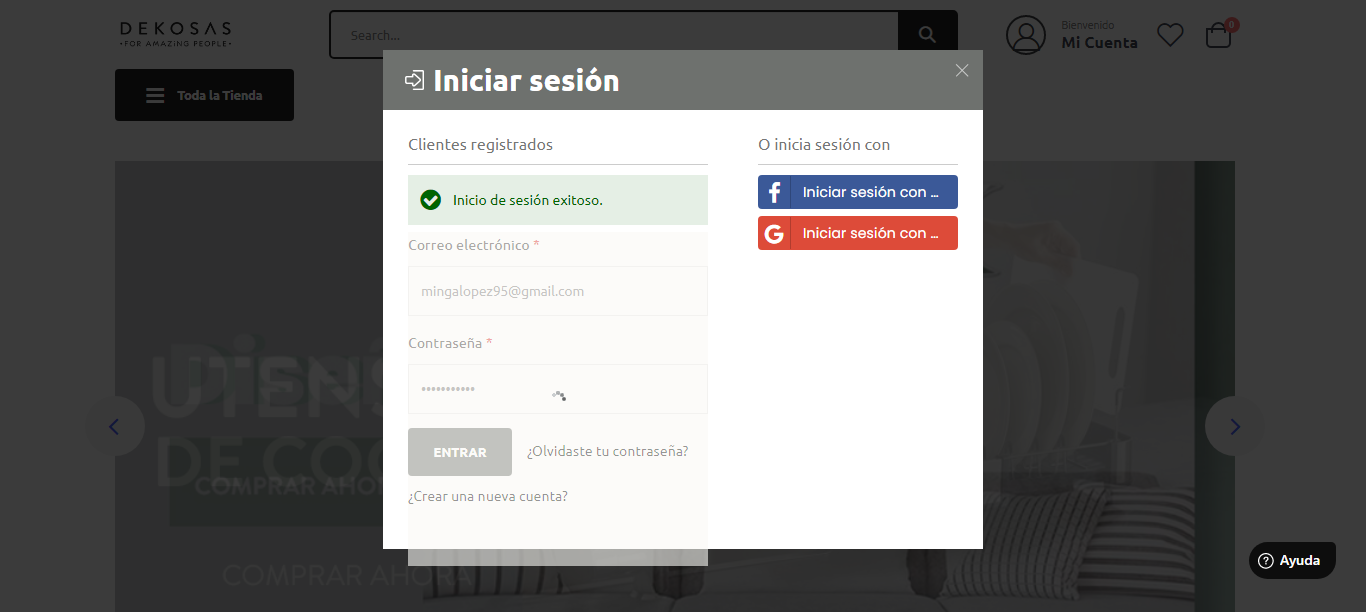 DEKOSAS
•FOR AMAZING PEOPLE•
Search...
Bienvenido
Mi Cuenta
0
Toda la Tienda
Iniciar sesión
Clientes registrados
Inicio de sesión exitoso.
Correo electrónico *
mingalopez95@gmail.com
Contraseña *
•••••••••••
ENTRAR
¿Olvidaste tu contraseña?
¿Crear una nueva cuenta?
O inicia sesión con
Iniciar sesión con ...
Iniciar sesión con ...
DE COC
COMPRAR AHORA
COMPRAR AHORA
Ayuda